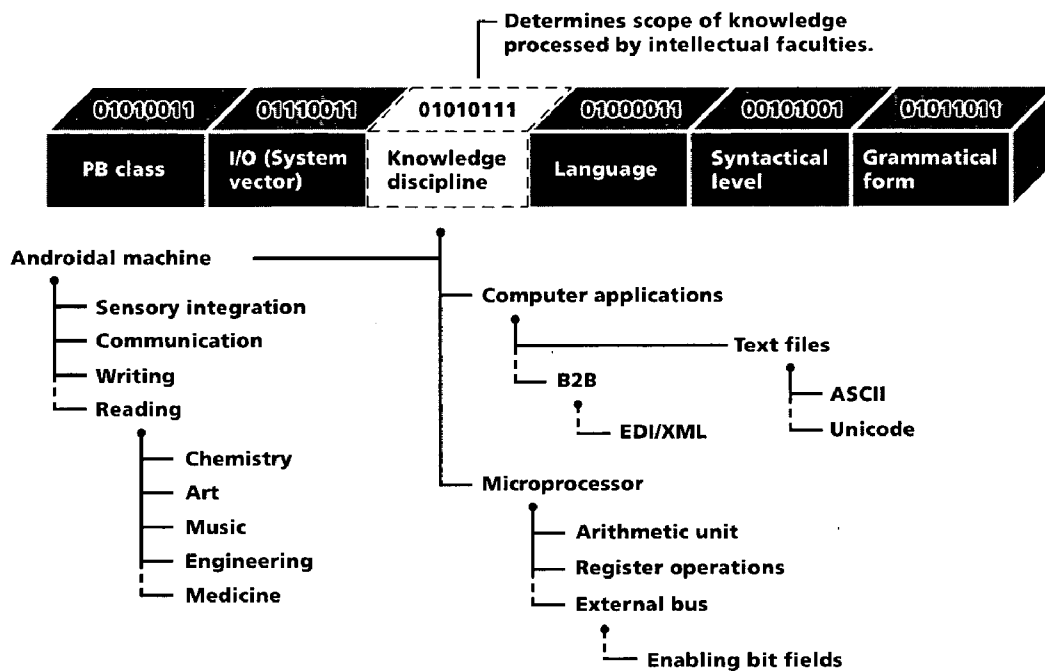 Determines scope of knowledge
processed by intellectual faculties.
01010011 01110011 01010111 01000011 00101001 01011011
PB class
I/O (System
vector)
Knowledge
discipline
Language
Syntactical
level
Grammatical
form
Androidal machine
Sensory integration
Communication
Writing
Reading
Chemistry
Art
Music
Engineering
Medicine
Computer applications
Text files
B2B
ASCII
EDI/XML
Unicode
Microprocessor
Arithmetic unit
Register operations
External bus
Enabling bit fields